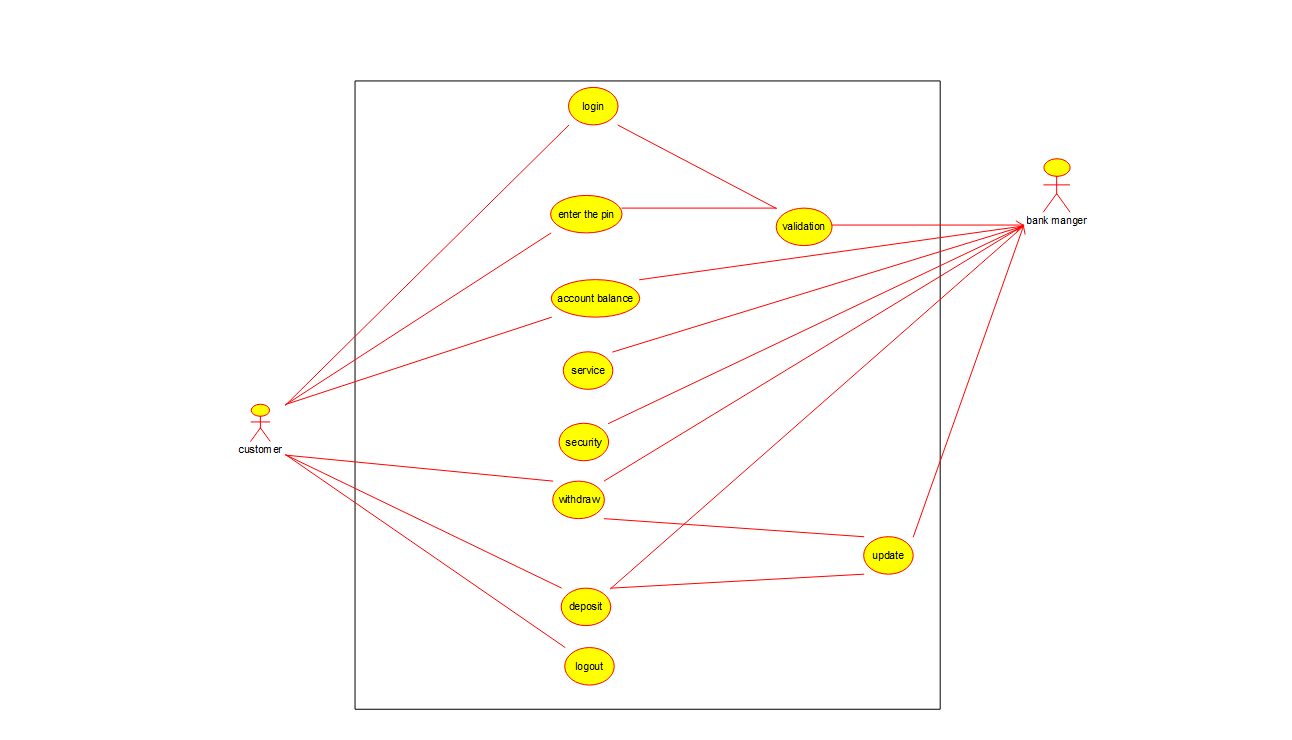 login
enter the pin
validation
bank manger
account balance
service
customer
security
withdraw
update
deposit
logout